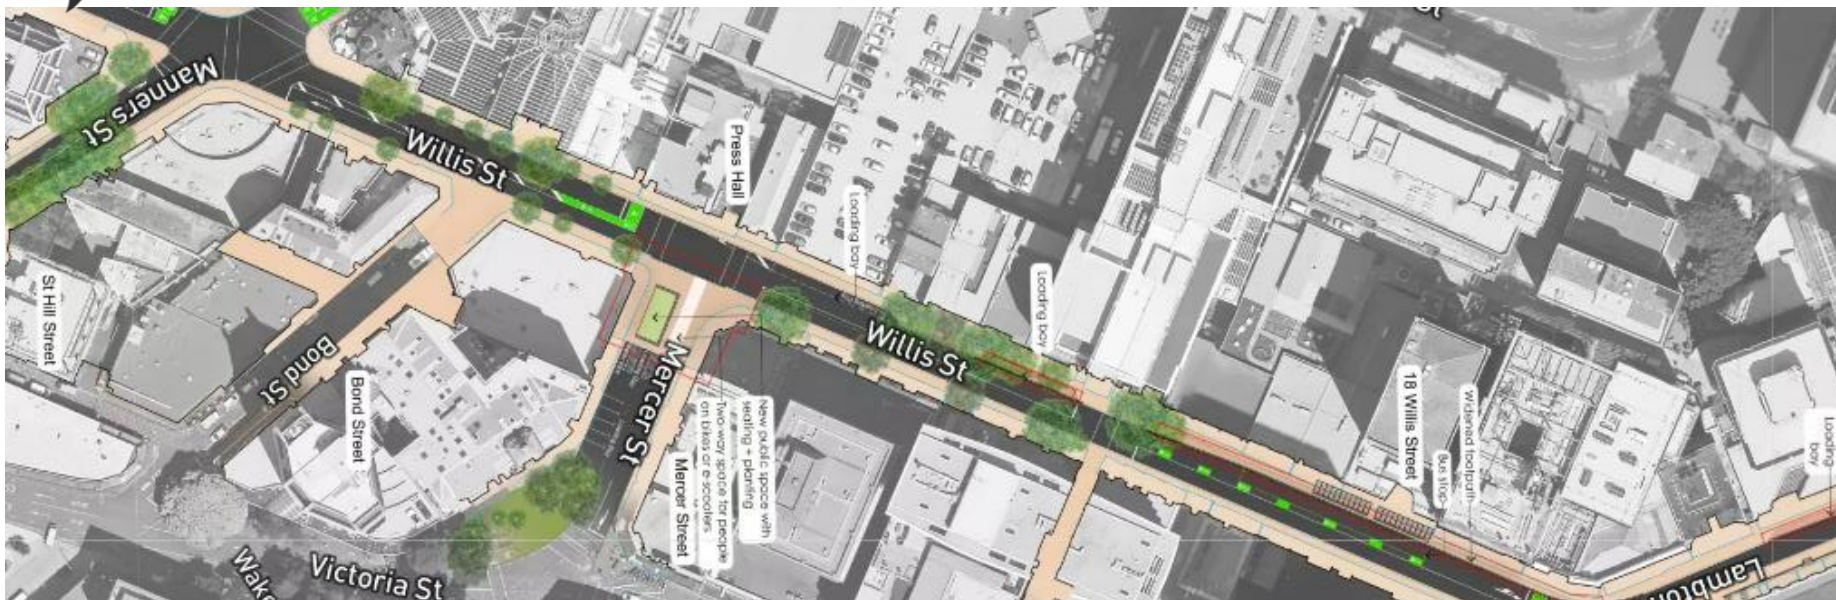 Manners St
Willis St
Press Hall
Loading bay
Loading bay
Willis St
18 Willis Street
Widened footpath
Bus stop
Loading
bay
Lambton
St Hill Street
Bond St
Bond Street
Mercer St
New public space with
seating + planting
Two-way space for people
on bikes or e-scooters
Mercer Street
Victoria St
Wake
St